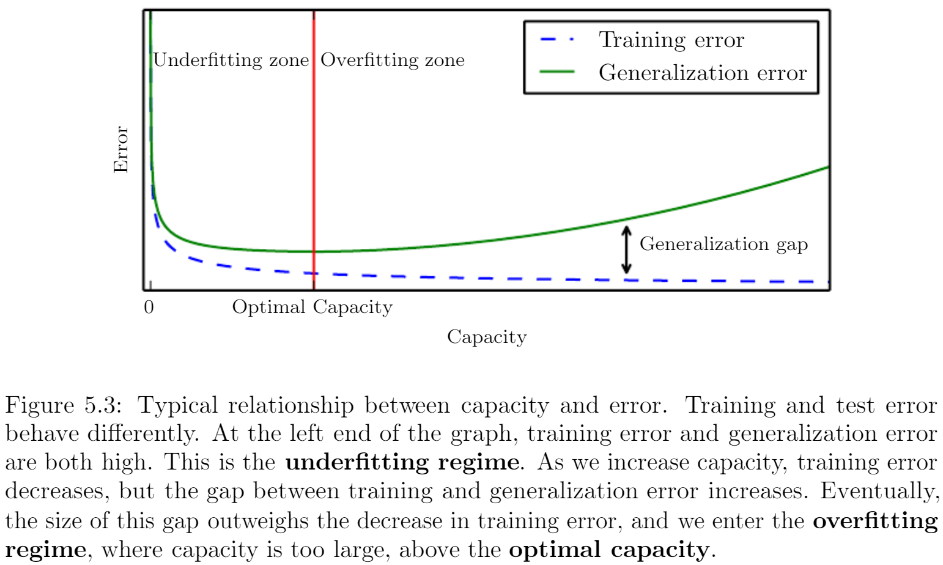 Underfitting zone
Overfitting zone
Training error
Generalization error
Error
Generalization gap
0
Optimal Capacity
Capacity
Figure 5.3: Typical relationship between capacity and error. Training and test error
behave differently. At the left end of the graph, training error and generalization error
are both high. This is the underfitting regime. As we increase capacity, training error
decreases, but the gap between training and generalization error increases. Eventually,
the size of this gap outweighs the decrease in training error, and we enter the overfitting
regime, where capacity is too large, above the optimal capacity.